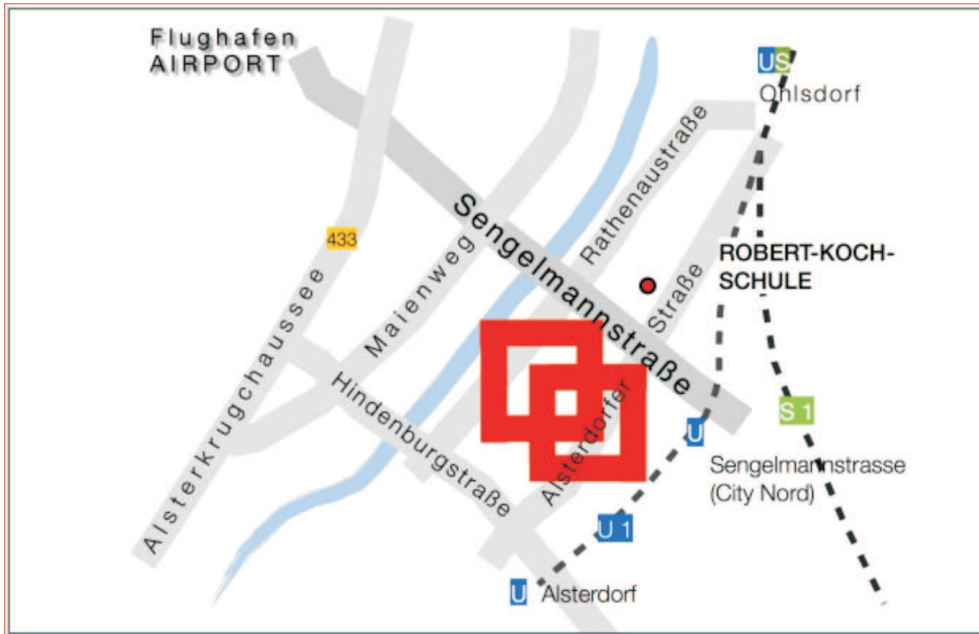 Flughafen
AIRPORT
US
Ohlsdorf
Rathenaustraße
433
Sengelmannstraße
ROBERT-KOCH-
SCHULE
Maienweg
Alsterkrugchaussee
Hindenburgstraße
Alsterdorfer
Straße
S 1
U
Sengelmannstrasse
(City Nord)
U 1
U Alsterdorf